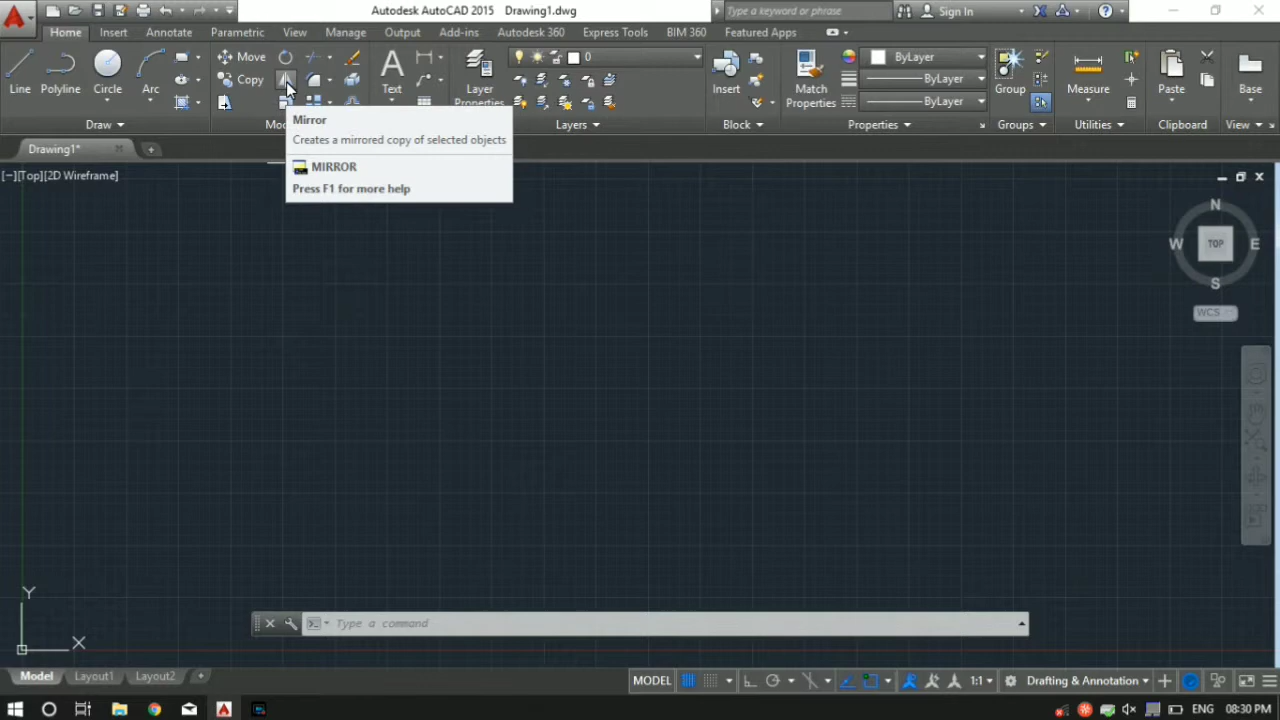 Autodesk AutoCAD 2015 Drawing1.dwg
Type a keyword or phrase
Sign In
Home Insert Annotate Parametric View Manage Output Add-ins Autodesk 360 Express Tools BIM 360 Featured Apps
Line Polyline Circle Arc
Move
Copy
Text
Layer
Properties
0
Insert
Match
Properties
ByLayer
ByLayer
ByLayer
Group
Measure
Paste
Base
Draw
Layers
Block
Properties
Groups
Utilities
Clipboard
View
Mirror
Creates a mirrored copy of selected objects
MIRROR
Press F1 for more help
Drawing1*
[−][Top][2D Wireframe]
N
W TOP E
S
WCS
Y
X
Type a command
Model Layout1 Layout2
MODEL
1:1
Drafting & Annotation
ENG 08:30 PM